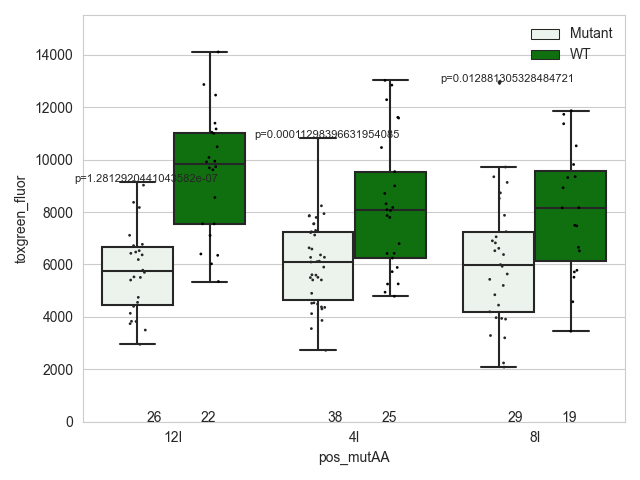 14000
12000
10000
8000
6000
4000
2000
0
toxgreen_fluor
Mutant
WT
p=0.012881305328484721
p=0.00011298396631954085
p=1.2812920441043582e-07
26 22 38 25 29 19
12I 4I 8I
pos_mutAA